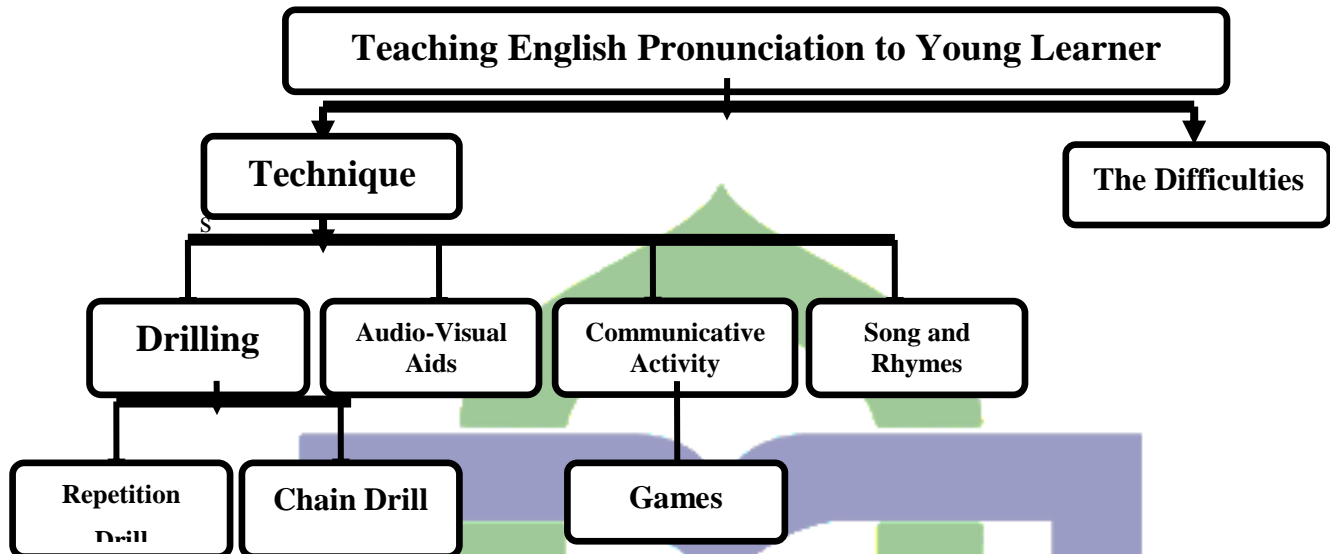 Teaching English Pronunciation to Young Learner
Technique
s
The Difficulties
Drilling
Audio-Visual
Aids
Communicative
Activity
Song and
Rhymes
Repetition
Drill
Chain Drill
Games